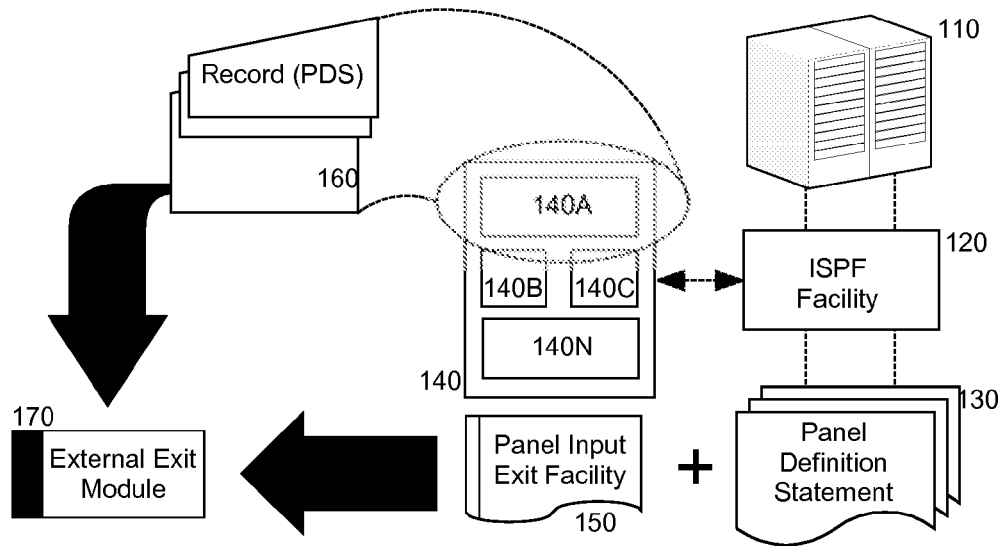 110
Record (PDS)
160
140A
120
ISPF
Facility
140B
140C
140N
140
130
170
External Exit
Module
Panel Input
Exit Facility
150
+
Panel
Definition
Statement